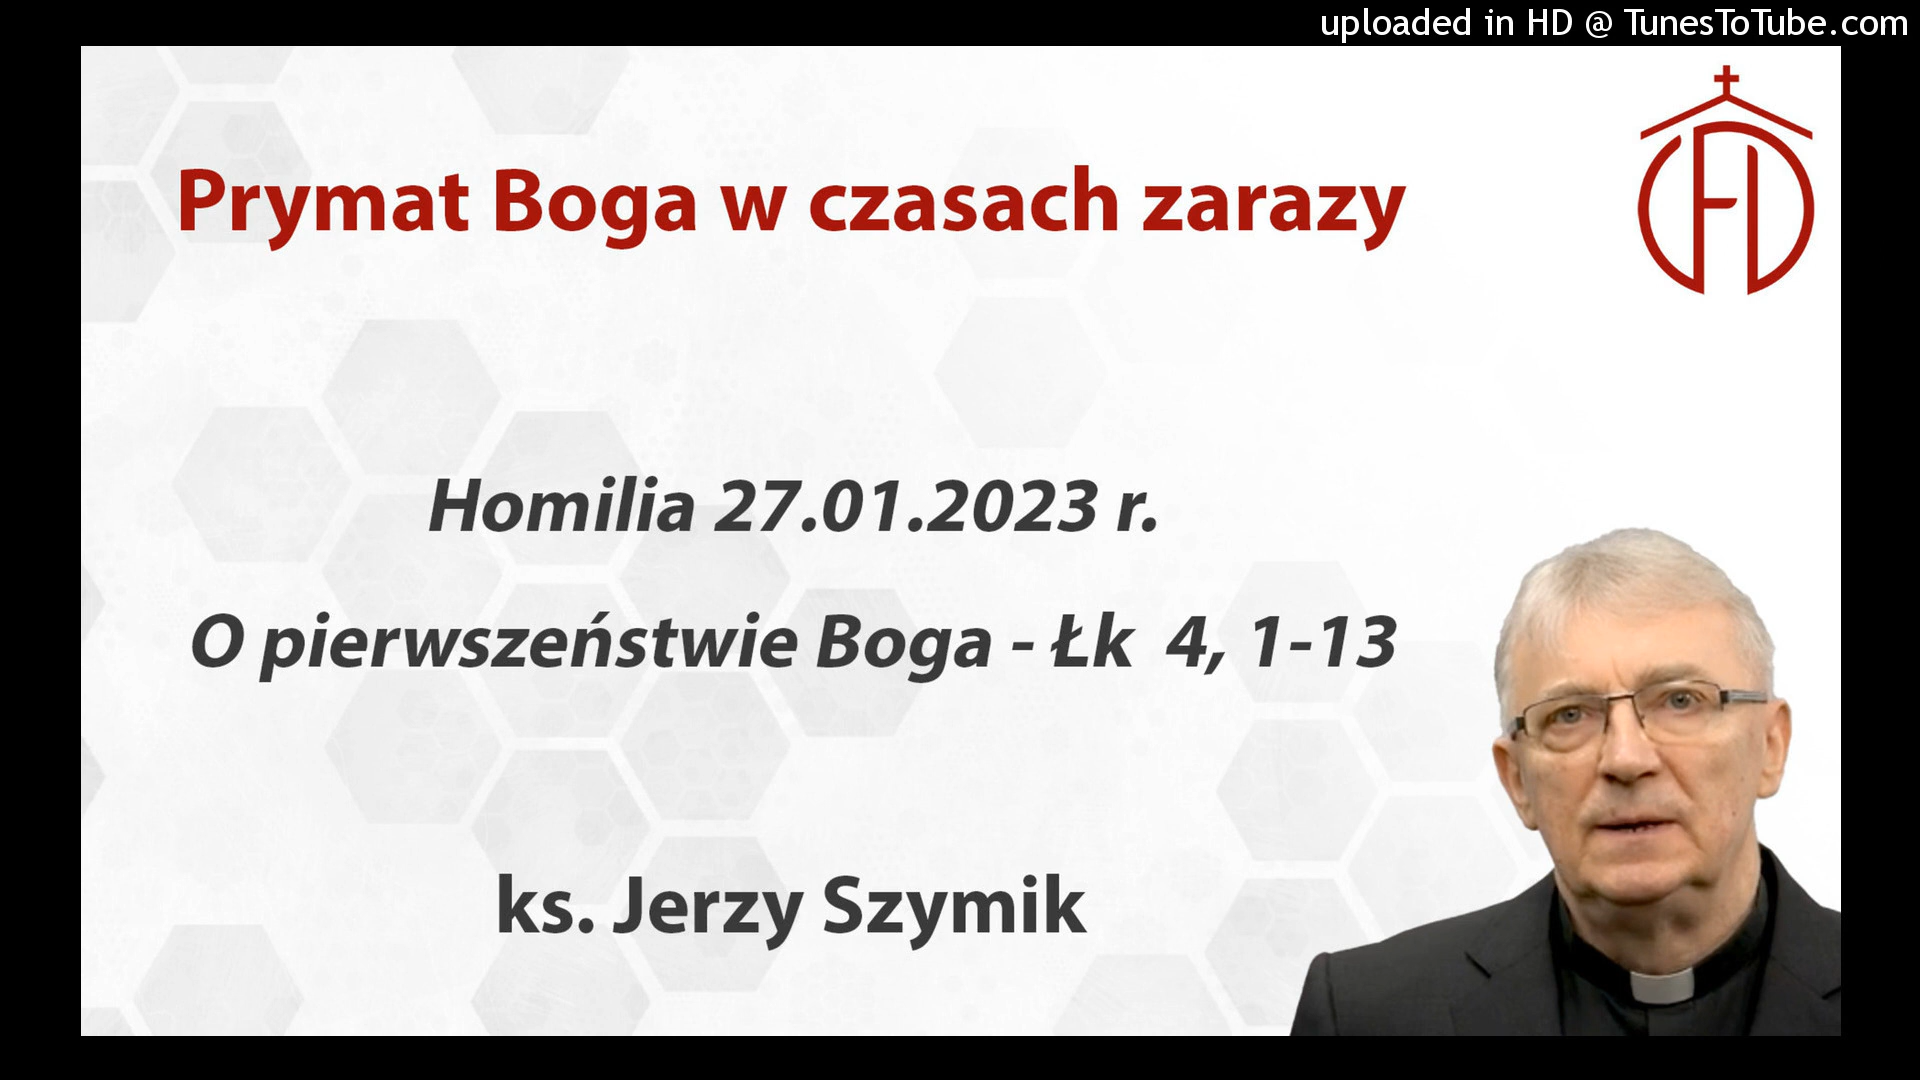 uploaded in HD @ TunesToTube.com
Prymat Boga w czasach zarazy
Homilia 27.01.2023 r.
O pierwszeństwie Boga - Łk 4, 1-13
ks. Jerzy Szymik